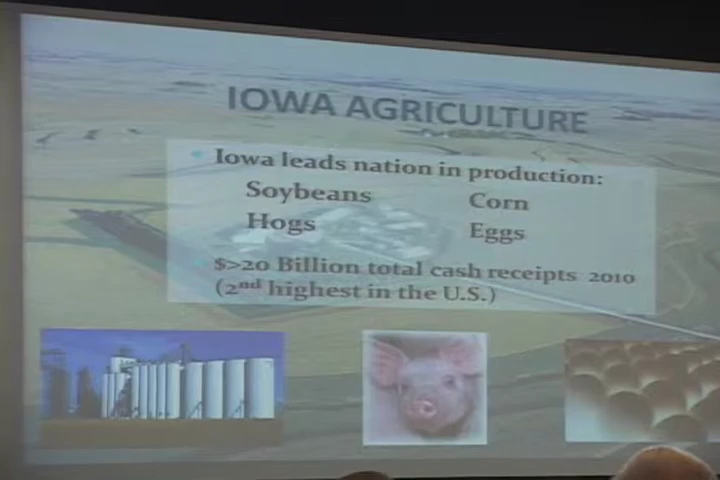 IOWA AGRICULTURE
Iowa leads nation in production:
Soybeans Corn
Hogs Eggs
$>20 Billion total cash receipts 2010
(2nd highest in the U.S.)